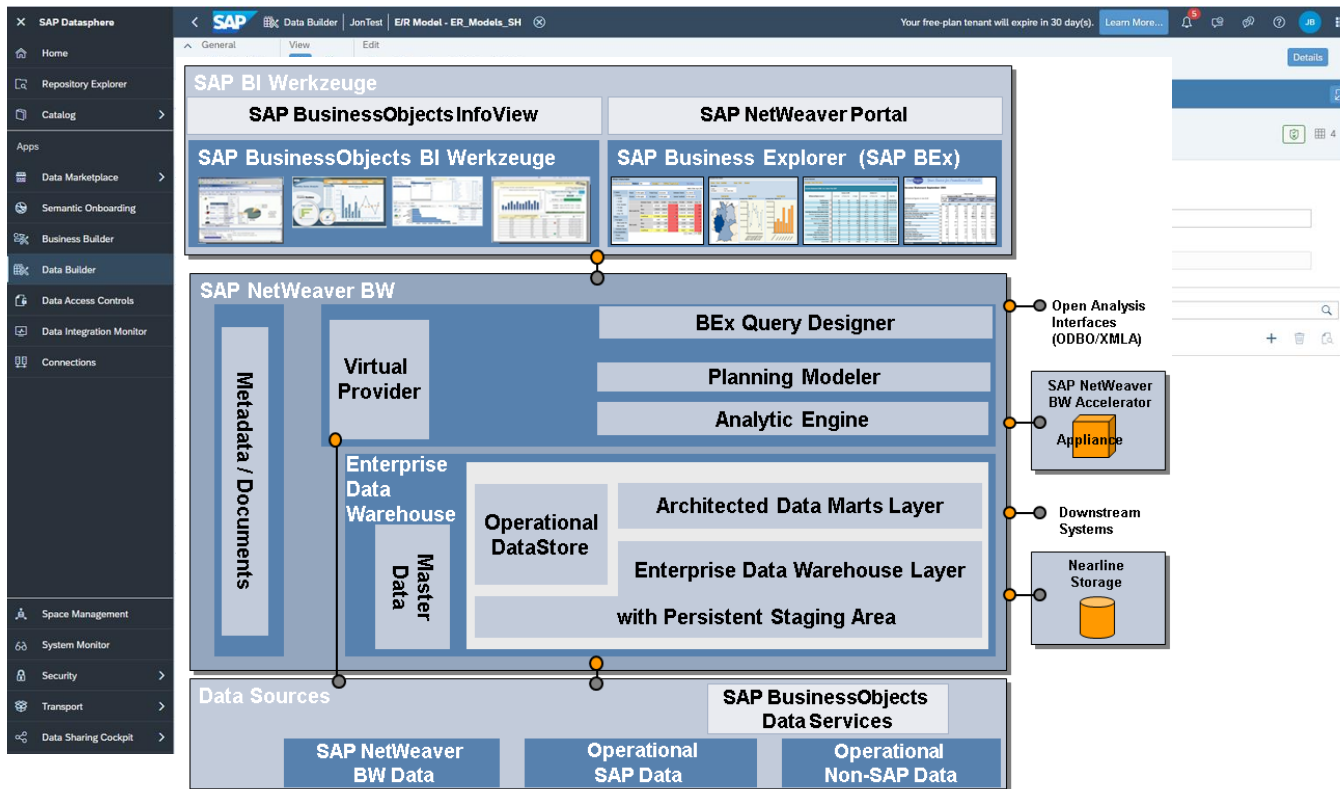 SAP Datasphere
SAP Data Builder JonTest E/R Model - ER_Models_SH
Your free-plan tenant will expire in 30 day(s). Learn More... 5 JB
General View Edit
Details
4
Home
Repository Explorer
Catalog
Apps
Data Marketplace
Semantic Onboarding
Business Builder
Data Builder
Data Access Controls
Data Integration Monitor
Connections
Space Management
System Monitor
Security
Transport
Data Sharing Cockpit
SAP BI Werkzeuge
SAP BusinessObjects InfoView
SAP NetWeaver Portal
SAP BusinessObjects BI Werkzeuge
SAP Business Explorer (SAP BEx)
SAP NetWeaver BW
Metadata / Documents
Virtual
Provider
BEx Query Designer
Planning Modeler
Analytic Engine
Enterprise
Data
Warehouse
Master
Data
Operational
DataStore
Architected Data Marts Layer
Enterprise Data Warehouse Layer
with Persistent Staging Area
Open Analysis
Interfaces
(ODBO/XMLA)
SAP NetWeaver
BW Accelerator
Appliance
Downstream
Systems
Nearline
Storage
Data Sources
SAP BusinessObjects
Data Services
SAP NetWeaver
BW Data
Operational
SAP Data
Operational
Non-SAP Data